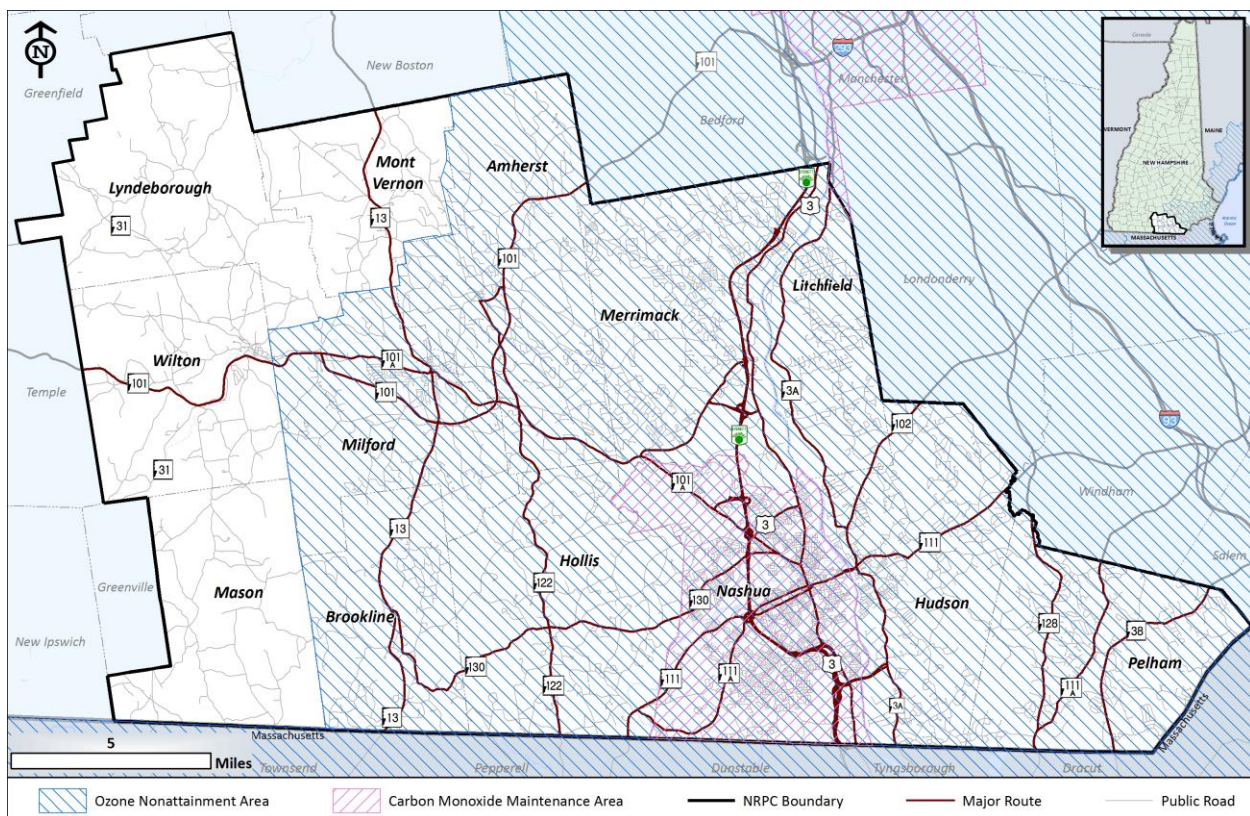 N
Greenfield
New Boston
101
293
Manchester
Bedford
Canada
VERMONT
MAINE
NEW HAMPSHIRE
MASSACHUSETTS
Lyndeborough
31
Mont
Vernon
13
Amherst
101
3
Litchfield
Londonderry
Merrimack
Wilton
101
Temple
101
A
101
3A
102
93
Milford
31
101
A
3
Windham
13
111
Salem
Greenville
Mason
Hollis
122
Nashua
130
Hudson
Brookline
128
38
New Ipswich
130
122
111
111
A
3
3A
111
A
Pelham
13
Massachusetts
Massachusetts
5
Miles
Townsend
Pepperell
Dunstable
Tyngsborough
Dracut
Ozone Nonattainment Area
Carbon Monoxide Maintenance Area
NRPC Boundary
Major Route
Public Road